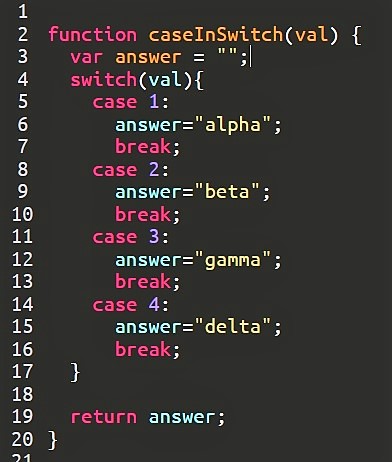 1
2 function caseInSwitch(val) {
3   var answer = "";
4   switch(val){
5     case 1:
6       answer="alpha";
7       break;
8     case 2:
9       answer="beta";
10       break;
11     case 3:
12       answer="gamma";
13       break;
14     case 4:
15       answer="delta";
16       break;
17   }
18
19   return answer;
20 }
21